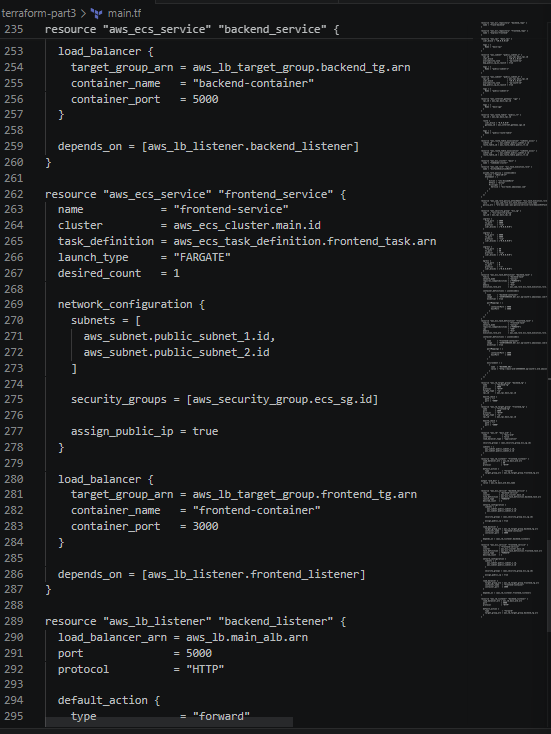 terraform-part3 > main.tf
235 resource "aws_ecs_service" "backend_service" {
253   load_balancer {
254     target_group_arn = aws_lb_target_group.backend_tg.arn
255     container_name   = "backend-container"
256     container_port   = 5000
257   }
258
259   depends_on = [aws_lb_listener.backend_listener]
260 }
261
262 resource "aws_ecs_service" "frontend_service" {
263   name            = "frontend-service"
264   cluster         = aws_ecs_cluster.main.id
265   task_definition = aws_ecs_task_definition.frontend_task.arn
266   launch_type     = "FARGATE"
267   desired_count   = 1
268
269   network_configuration {
270     subnets = [
271       aws_subnet.public_subnet_1.id,
272       aws_subnet.public_subnet_2.id
273     ]
274
275     security_groups = [aws_security_group.ecs_sg.id]
276
277     assign_public_ip = true
278   }
279
280   load_balancer {
281     target_group_arn = aws_lb_target_group.frontend_tg.arn
282     container_name   = "frontend-container"
283     container_port   = 3000
284   }
285
286   depends_on = [aws_lb_listener.frontend_listener]
287 }
288
289 resource "aws_lb_listener" "backend_listener" {
290   load_balancer_arn = aws_lb.main_alb.arn
291   port              = 5000
292   protocol          = "HTTP"
293
294   default_action {
295     type             = "forward"